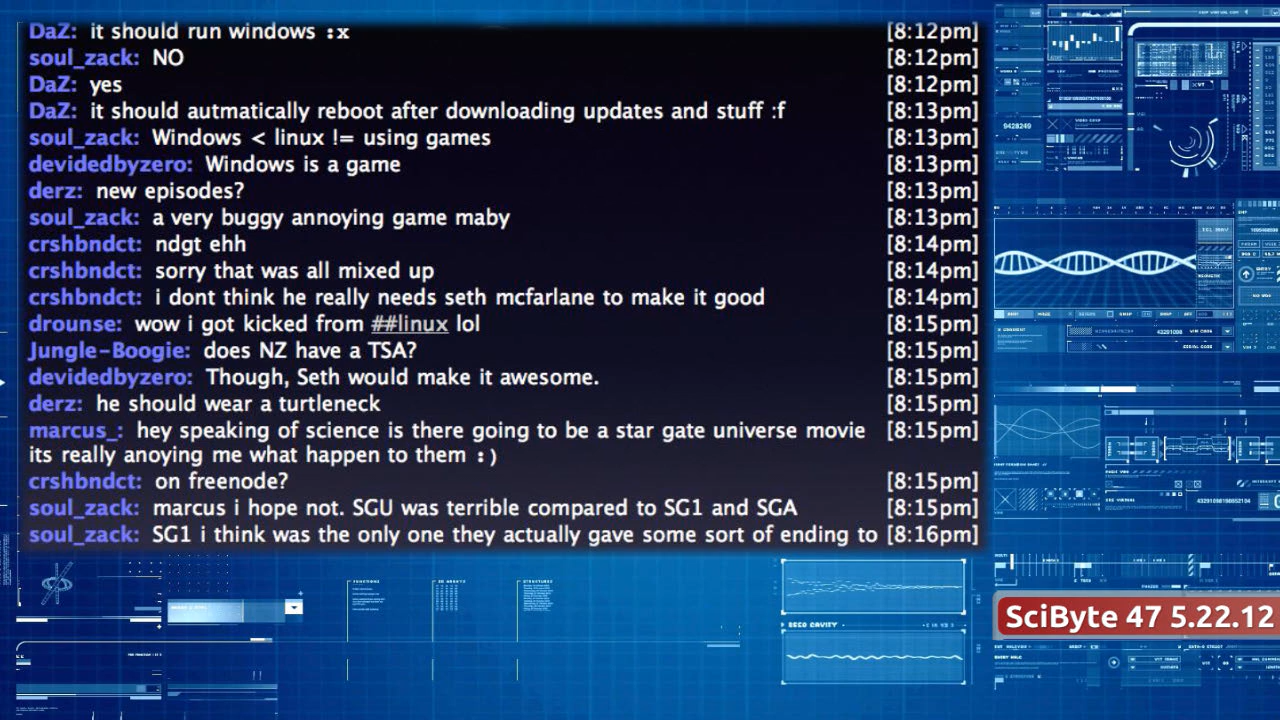 DaZ: it should run windows :x [8:12pm]
soul_zack: NO [8:12pm]
DaZ: yes [8:12pm]
DaZ: it should autmatically reboot after downloading updates and stuff :f [8:13pm]
soul_zack: Windows < linux != using games [8:13pm]
devidedbyzero: Windows is a game [8:13pm]
derz: new episodes? [8:13pm]
soul_zack: a very buggy annoying game maby [8:13pm]
crshbndct: ndgt ehh [8:14pm]
crshbndct: sorry that was all mixed up [8:14pm]
crshbndct: i dont think he really needs seth mcfarlane to make it good [8:14pm]
drounse: wow i got kicked from ##linux lol [8:15pm]
Jungle-Boogie: does NZ have a TSA? [8:15pm]
devidedbyzero: Though, Seth would make it awesome. [8:15pm]
derz: he should wear a turtleneck [8:15pm]
marcus_: hey speaking of science is there going to be a star gate universe movie [8:15pm]
its really anoying me what happen to them :)
crshbndct: on freenode? [8:15pm]
soul_zack: marcus i hope not. SGU was terrible compared to SG1 and SGA [8:15pm]
soul_zack: SG1 i think was the only one they actually gave some sort of ending to [8:16pm]
9428249
SciByte 47 5.22.12